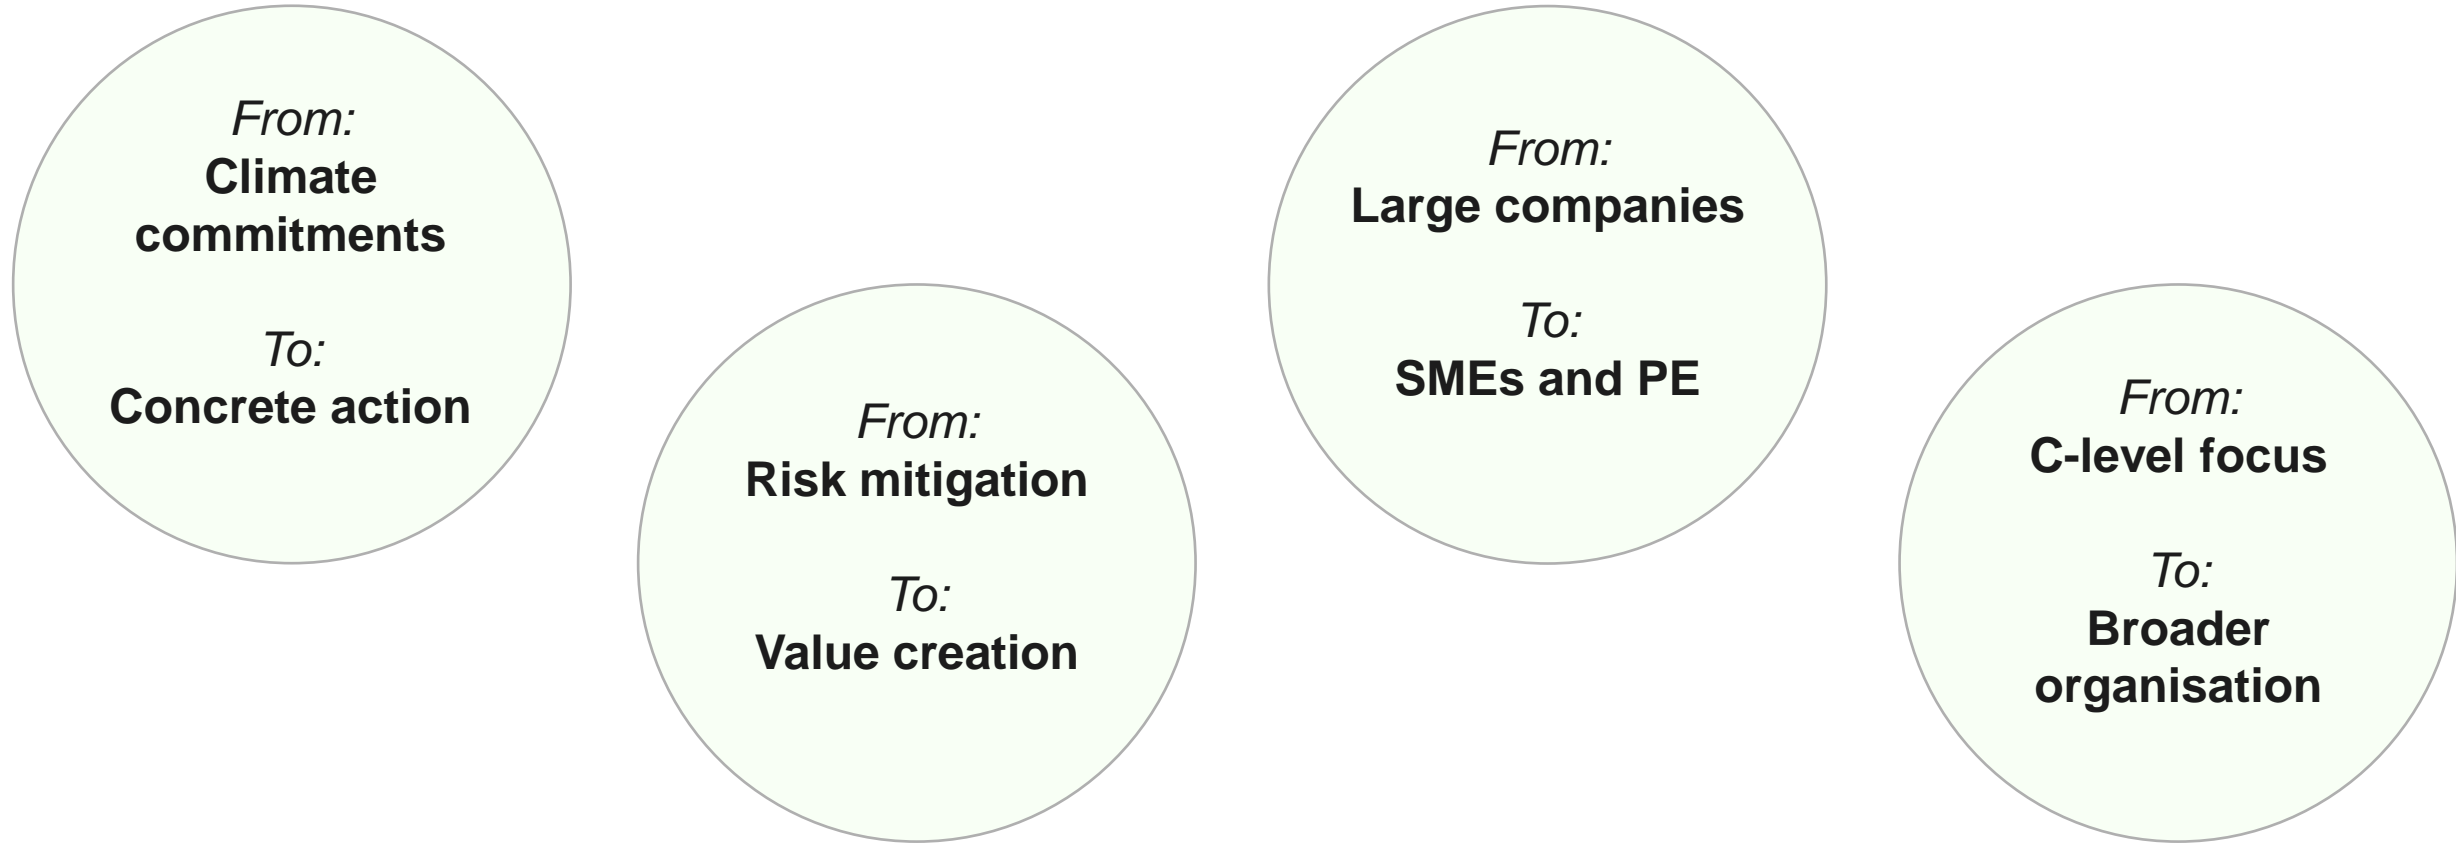 From:
Climate
commitments
To:
Concrete action
From:
Risk mitigation
To:
Value creation
From:
Large companies
To:
SMEs and PE
From:
C-level focus
To:
Broader
organisation